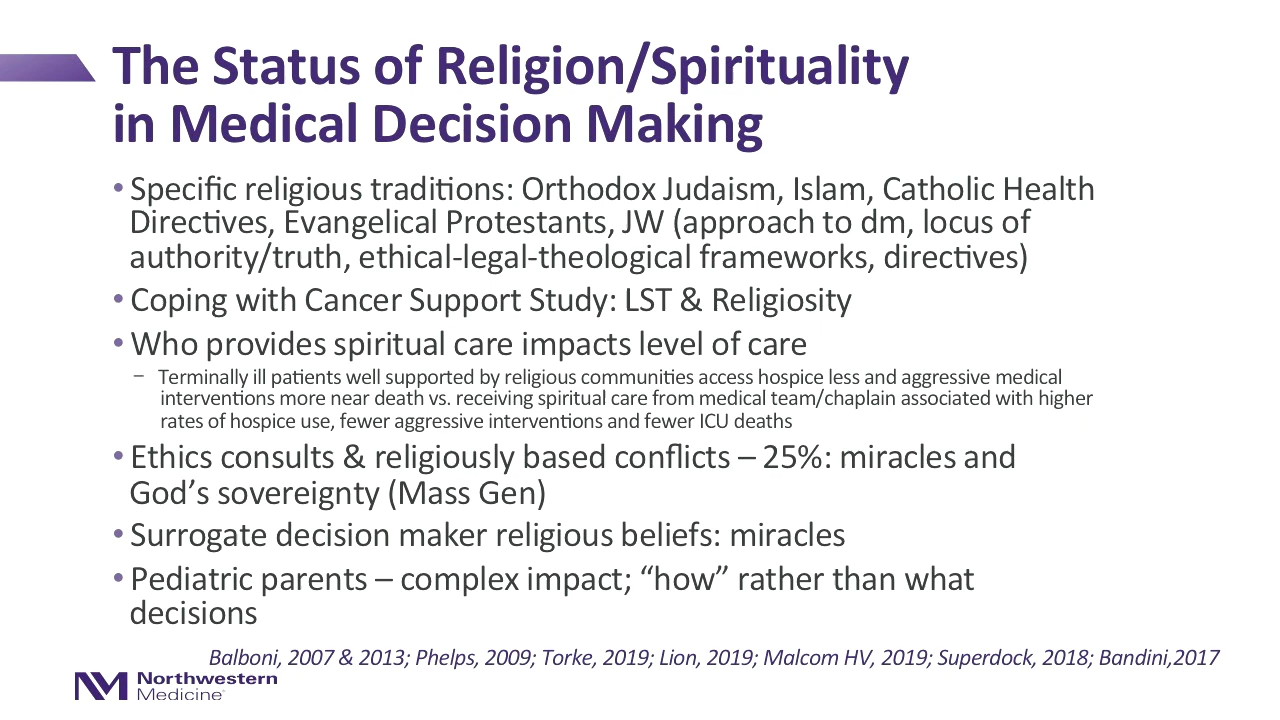 The Status of Religion/Spirituality
in Medical Decision Making
• Specific religious traditions: Orthodox Judaism, Islam, Catholic Health
Directives, Evangelical Protestants, JW (approach to dm, locus of
authority/truth, ethical-legal-theological frameworks, directives)
• Coping with Cancer Support Study: LST & Religiosity
• Who provides spiritual care impacts level of care
– Terminally ill patients well supported by religious communities access hospice less and aggressive medical
interventions more near death vs. receiving spiritual care from medical team/chaplain associated with higher
rates of hospice use, fewer aggressive interventions and fewer ICU deaths
• Ethics consults & religiously based conflicts – 25%: miracles and
God’s sovereignty (Mass Gen)
• Surrogate decision maker religious beliefs: miracles
• Pediatric parents – complex impact; “how” rather than what
decisions
Balboni, 2007 & 2013; Phelps, 2009; Torke, 2019; Lion, 2019; Malcom HV, 2019; Superdock, 2018; Bandini,2017
Northwestern
Medicine